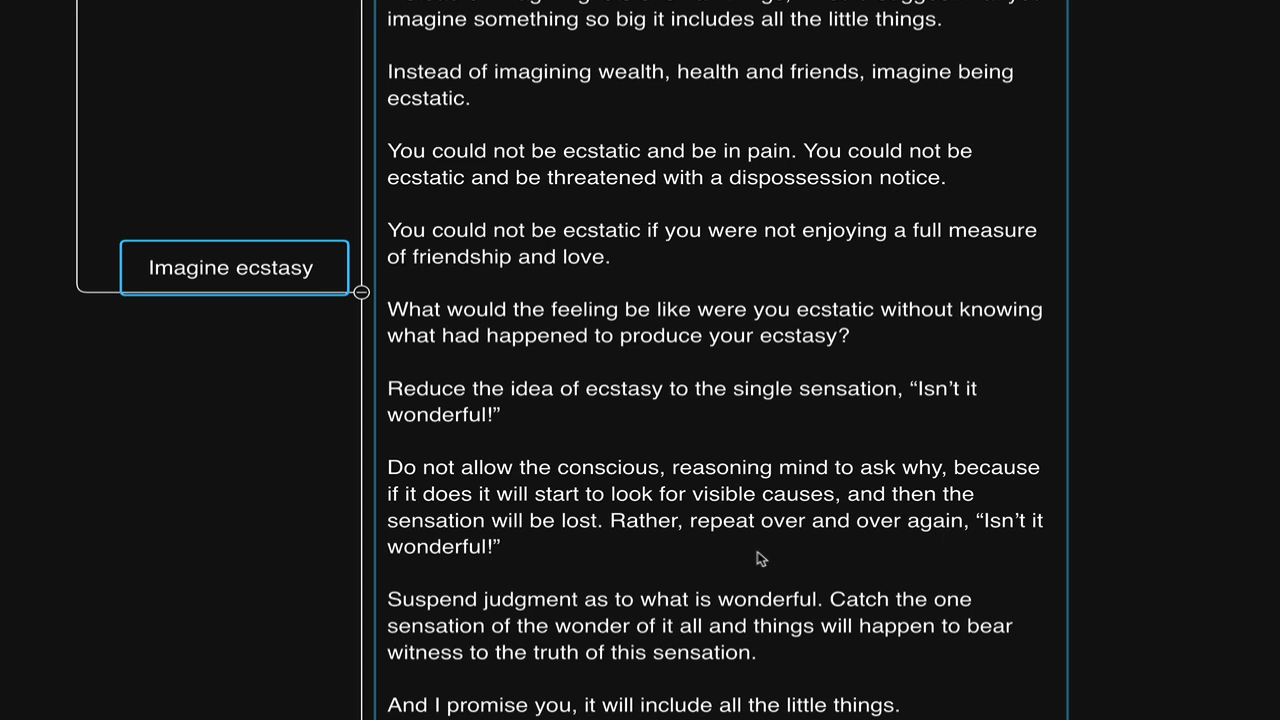 imagine something so big it includes all the little things.
Instead of imagining wealth, health and friends, imagine being
ecstatic.
You could not be ecstatic and be in pain. You could not be
ecstatic and be threatened with a dispossession notice.
You could not be ecstatic if you were not enjoying a full measure
of friendship and love.
Imagine ecstasy
What would the feeling be like were you ecstatic without knowing
what had happened to produce your ecstasy?
Reduce the idea of ecstasy to the single sensation, “Isn’t it
wonderful!”
Do not allow the conscious, reasoning mind to ask why, because
if it does it will start to look for visible causes, and then the
sensation will be lost. Rather, repeat over and over again, “Isn’t it
wonderful!”
Suspend judgment as to what is wonderful. Catch the one
sensation of the wonder of it all and things will happen to bear
witness to the truth of this sensation.
And I promise you, it will include all the little things.